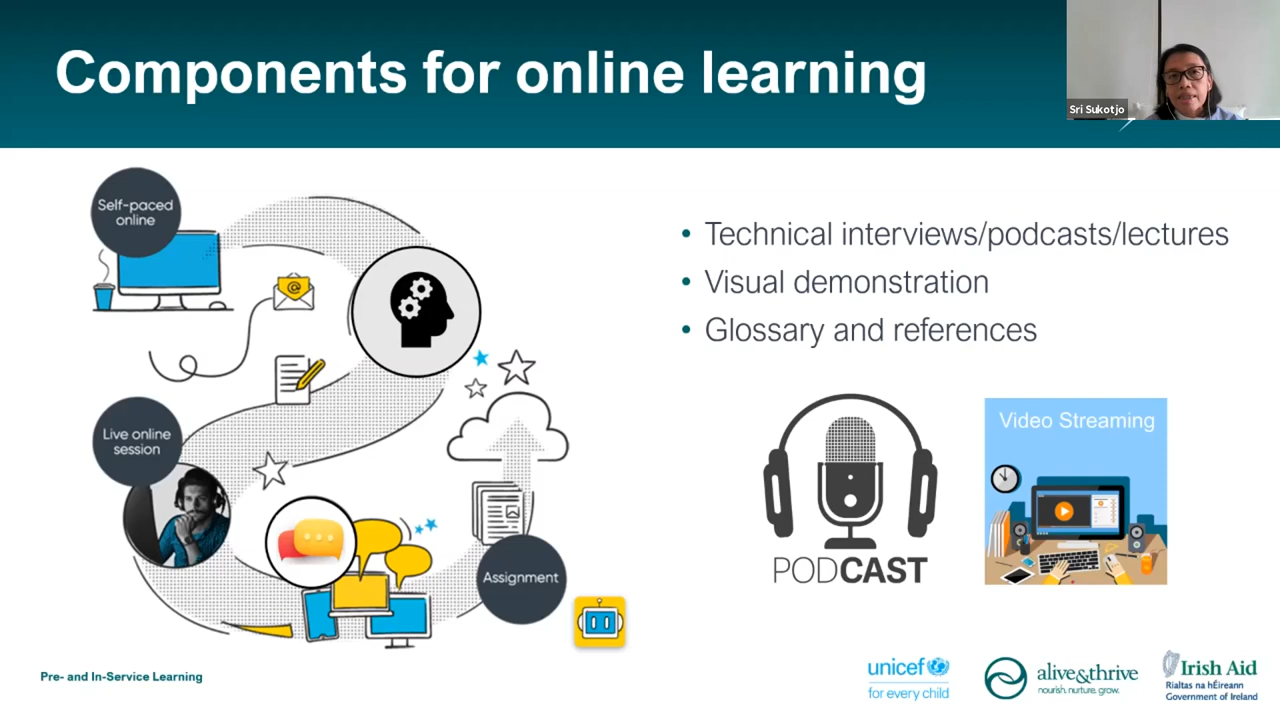 Components for online learning
Sri Sukotjo
Self-paced
online
@
Live online
session
Assignment
• Technical interviews/podcasts/lectures
• Visual demonstration
• Glossary and references
PODCAST
Video Streaming
Pre- and In-Service Learning
unicef
for every child
alive&thrive
nourish. nurture. grow.
Irish Aid
Rialtas na hÉireann
Government of Ireland